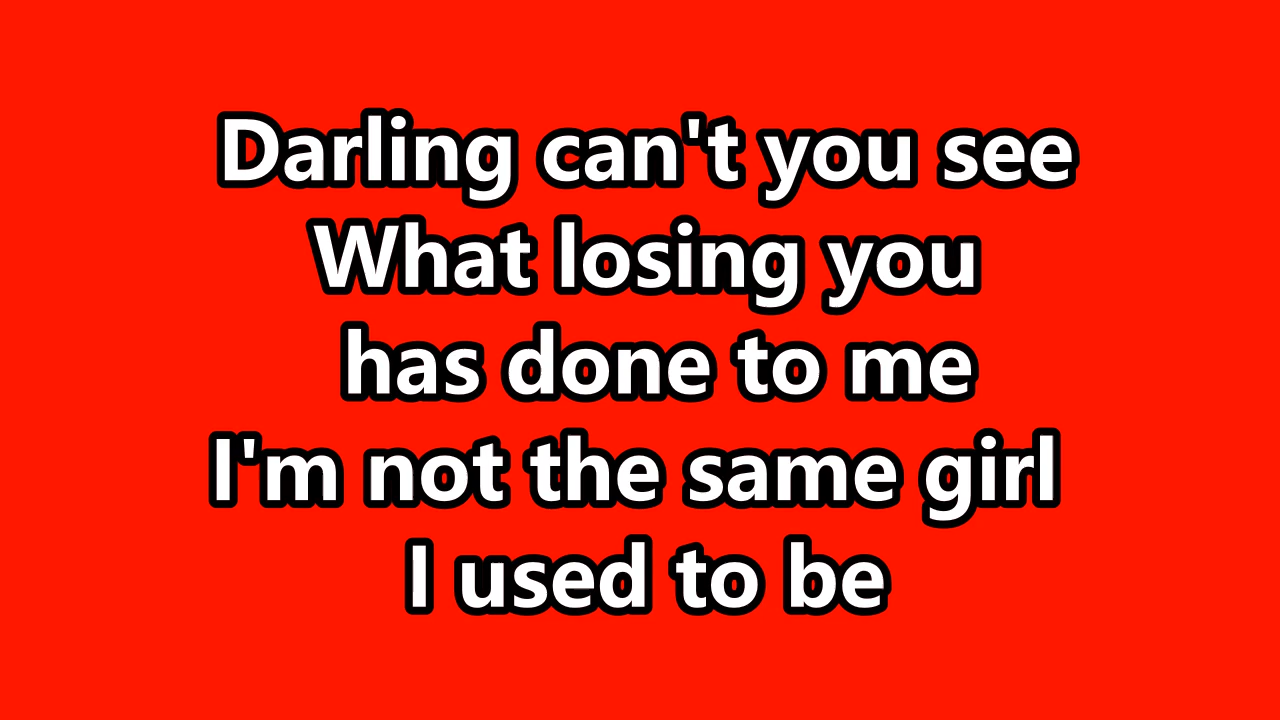 Darling can't you see
What losing you
has done to me
I'm not the same girl
I used to be